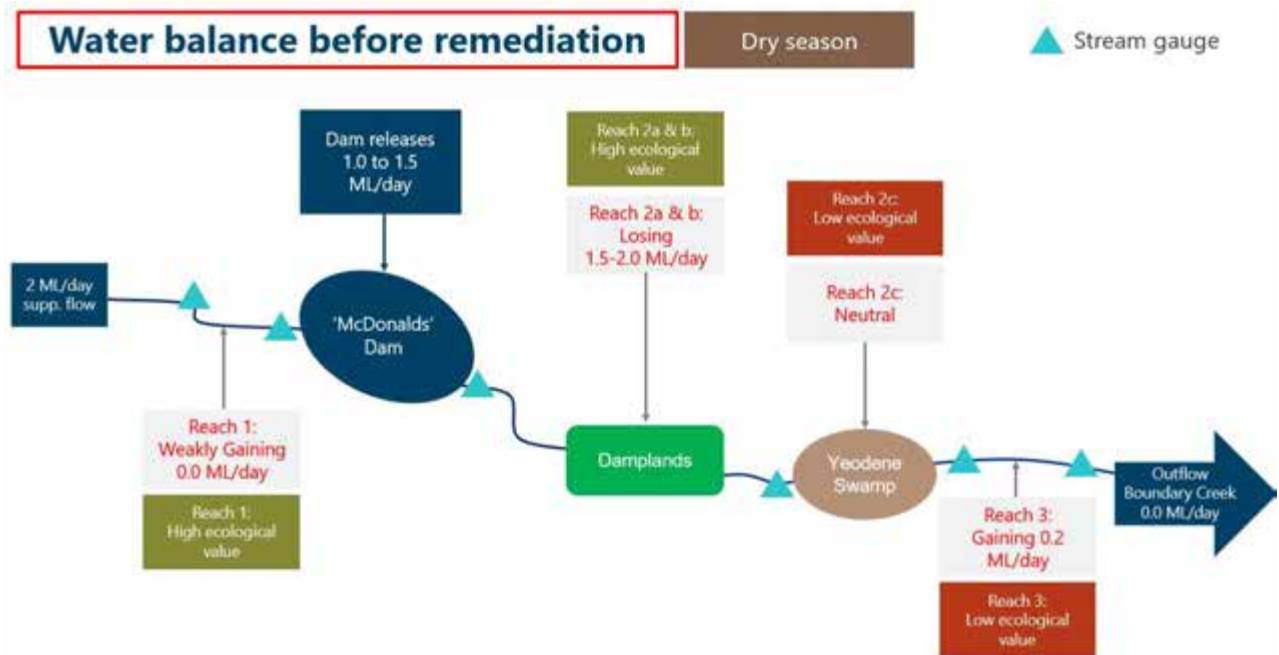 Water balance before remediation
Dry season
Stream gauge
Dam releases
1.0 to 1.5
ML/day
Reach 2a & b:
High ecological
value
Reach 2a & b:
Losing
1.5-2.0 ML/day
Reach 2c:
Low ecological
value
Reach 2c:
Neutral
2 ML/day
supp. flow
'McDonalds'
Dam
Reach 1:
Weakly Gaining
0.0 ML/day
Reach 1:
High ecological
value
Damplands
Yeodene
Swamp
Reach 3:
Gaining 0.2
ML/day
Reach 3:
Low ecological
value
Outflow
Boundary Creek
0.0 ML/day